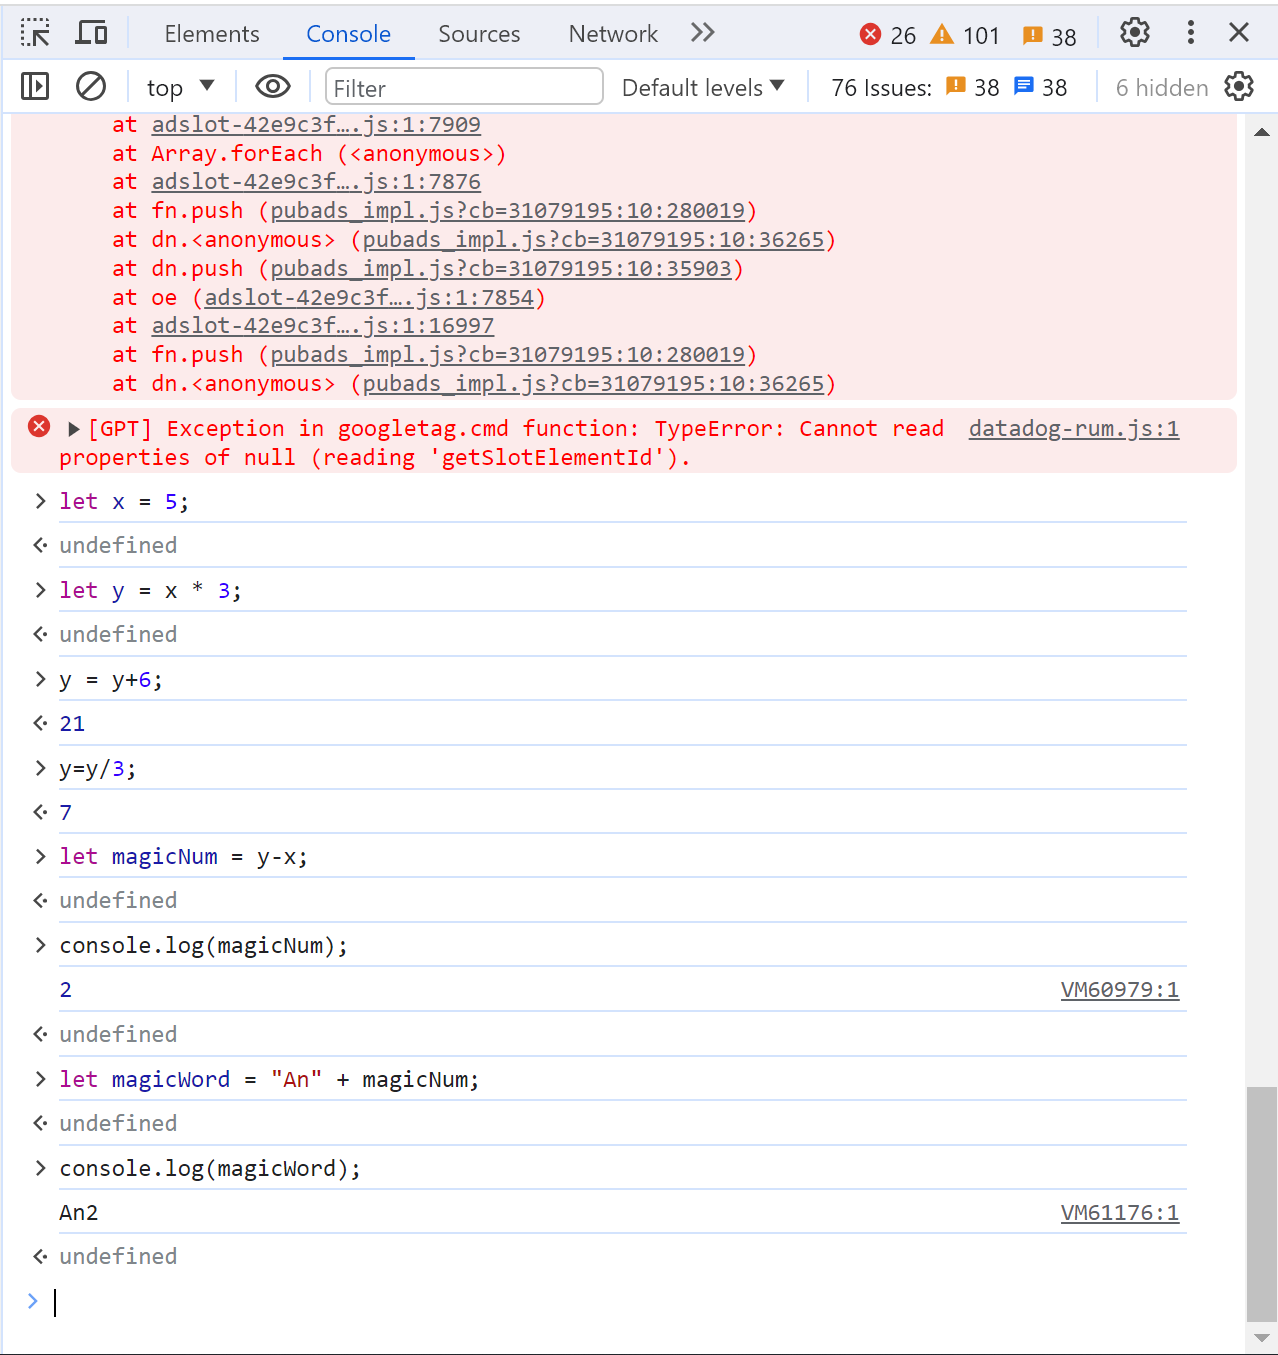 Elements Console Sources Network 26 101 38
top Filter Default levels 76 Issues: 38 38 6 hidden
at adslot-42e9c3f….js:1:7909
at Array.forEach (<anonymous>)
at adslot-42e9c3f….js:1:7876
at fn.push (pubads_impl.js?cb=31079195:10:280019)
at dn.<anonymous> (pubads_impl.js?cb=31079195:10:36265)
at dn.push (pubads_impl.js?cb=31079195:10:35903)
at oe (adslot-42e9c3f….js:1:7854)
at adslot-42e9c3f….js:1:16997
at fn.push (pubads_impl.js?cb=31079195:10:280019)
at dn.<anonymous> (pubads_impl.js?cb=31079195:10:36265)
[GPT] Exception in googletag.cmd function: TypeError: Cannot read datadog-rum.js:1
properties of null (reading 'getSlotElementId').
let x = 5;
undefined
let y = x * 3;
undefined
y = y+6;
21
y=y/3;
7
let magicNum = y-x;
undefined
console.log(magicNum);
2 VM60979:1
undefined
let magicWord = "An" + magicNum;
undefined
console.log(magicWord);
An2 VM61176:1
undefined